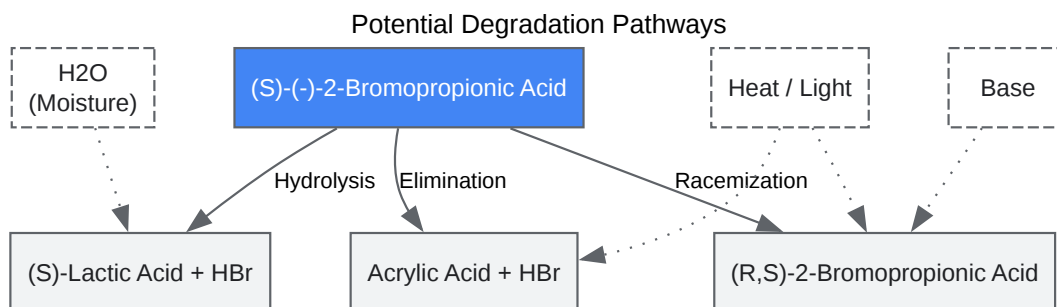 Potential Degradation Pathways
H2O
(Moisture)
(S)-(-)-2-Bromopropionic Acid
Heat / Light
Base
Hydrolysis
Elimination
Racemization
(S)-Lactic Acid + HBr
Acrylic Acid + HBr
(R,S)-2-Bromopropionic Acid